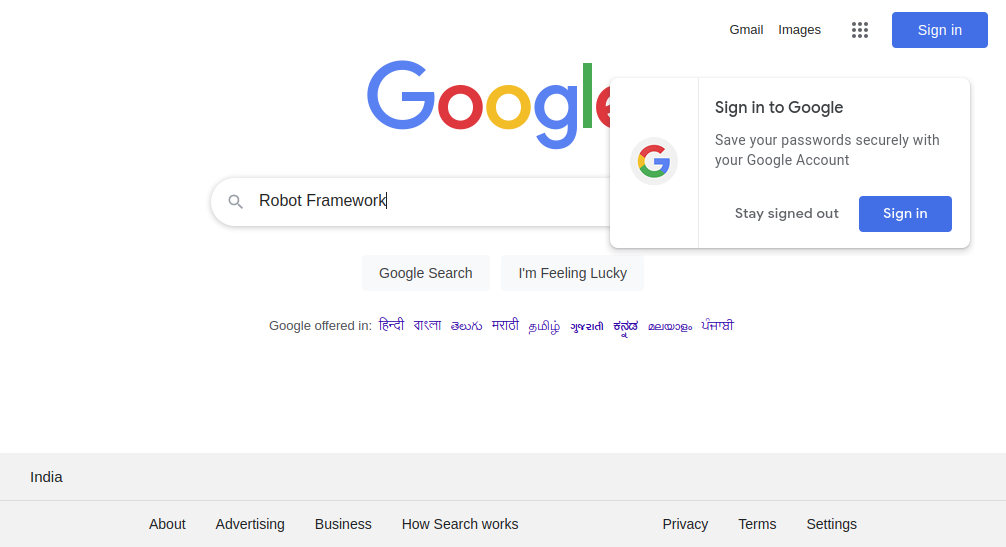 Gmail Images Sign in
Google
Sign in to Google
Save your passwords securely with
your Google Account
Stay signed out Sign in
Robot Framework
Google Search I'm Feeling Lucky
Google offered in: हिन्दी বাংলা తెలుగు मराठी தமிழ் ગુજરાતી ಕನ್ನಡ മലയാളം ਪੰਜਾਬੀ
India
About Advertising Business How Search works Privacy Terms Settings